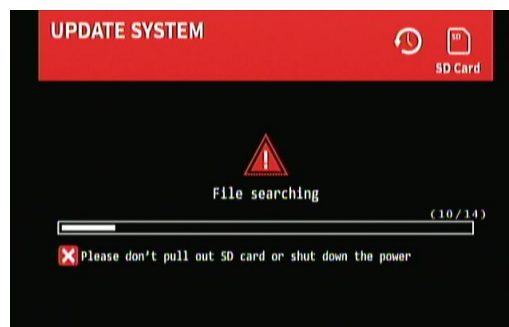 UPDATE SYSTEM
SD
SD Card
File searching
(10/14)
Please don't pull out SD card or shut down the power